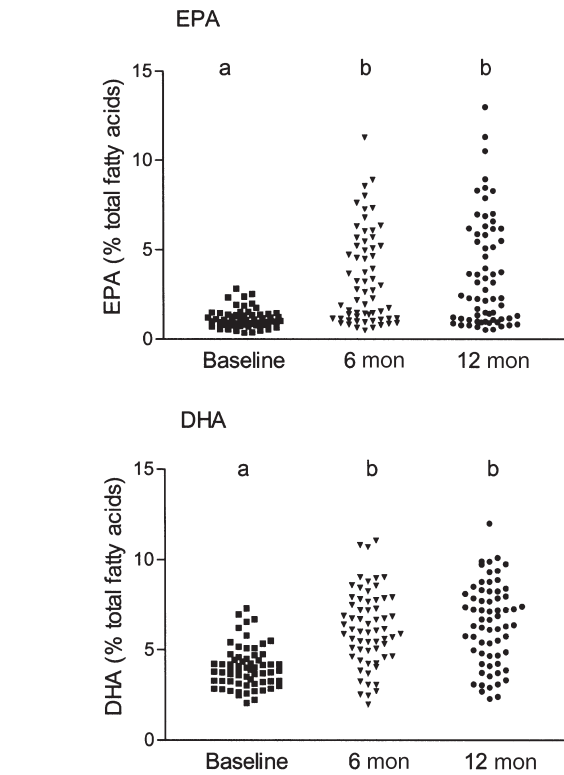 EPA
a b b
EPA (% total fatty acids)
15
10
5
0
Baseline 6 mon 12 mon
DHA
a b b
DHA (% total fatty acids)
15
10
5
0
Baseline 6 mon 12 mon